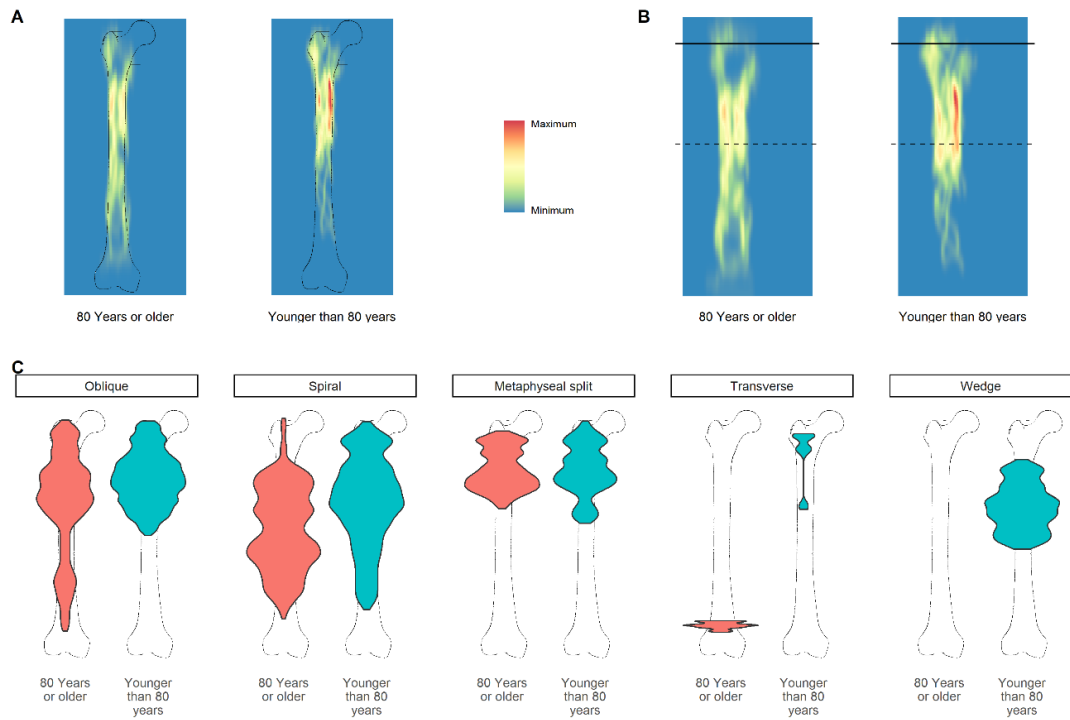 A
B
Maximum
Minimum
80 Years or older
Younger than 80 years
80 Years or older
Younger than 80 years
C
Oblique
Spiral
Metaphyseal split
Transverse
Wedge
80 Years
or older
Younger
than 80
years
80 Years
or older
Younger
than 80
years
80 Years
or older
Younger
than 80
years
80 Years
or older
Younger
than 80
years
80 Years
or older
Younger
than 80
years